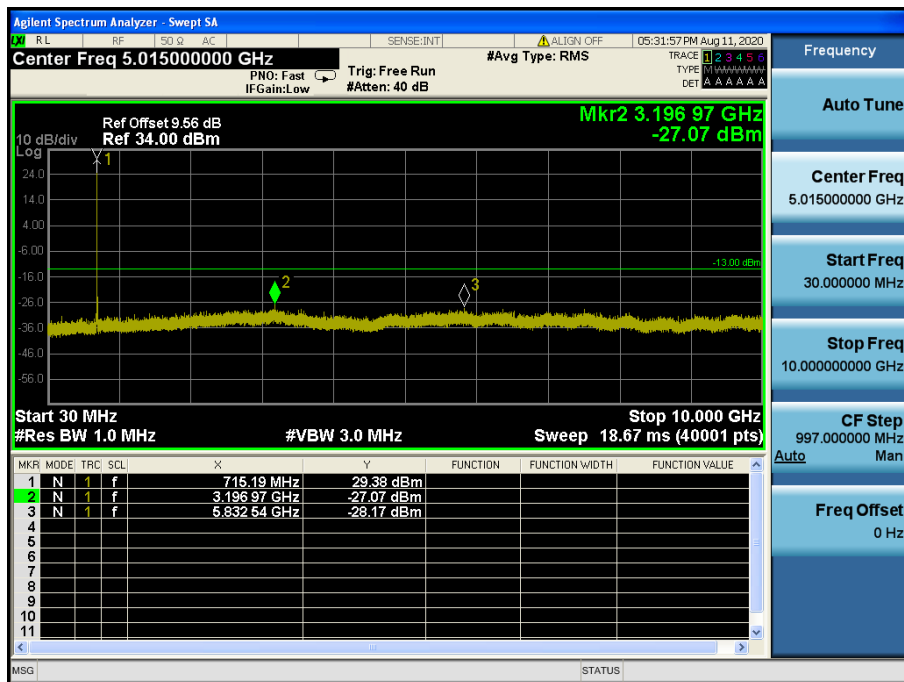 Agilent Spectrum Analyzer - Swept SA
LXI RL RF 50 Ω AC SENSE:INT ALIGN OFF 05:31:57 PM Aug 11, 2020
Center Freq 5.015000000 GHz
#Avg Type: RMS
TRACE 1 2 3 4 5 6
PNO: Fast
Trig: Free Run
TYPE M WWWWW
IFGain:Low
#Atten: 40 dB
DET A A A A A A
Mkr2 3.196 97 GHz
-27.07 dBm
Ref Offset 9.56 dB
10 dB/div Ref 34.00 dBm
Log
1
24.0
14.0
4.00
-6.00
-13.00 dBm
-16.0
2
3
-26.0
-36.0
-46.0
-56.0
Start 30 MHz Stop 10.000 GHz
#Res BW 1.0 MHz #VBW 3.0 MHz Sweep 18.67 ms (40001 pts)
MKR MODE TRC SCL X Y FUNCTION FUNCTION WIDTH FUNCTION VALUE
1 N 1 f 715.19 MHz 29.38 dBm
2 N 1 f 3.196 97 GHz -27.07 dBm
3 N 1 f 5.832 54 GHz -28.17 dBm
4
5
6
7
8
9
10
11
MSG STATUS
Frequency
Auto Tune
Center Freq
5.015000000 GHz
Start Freq
30.000000 MHz
Stop Freq
10.000000000 GHz
CF Step
997.000000 MHz
Auto Man
Freq Offset
0 Hz